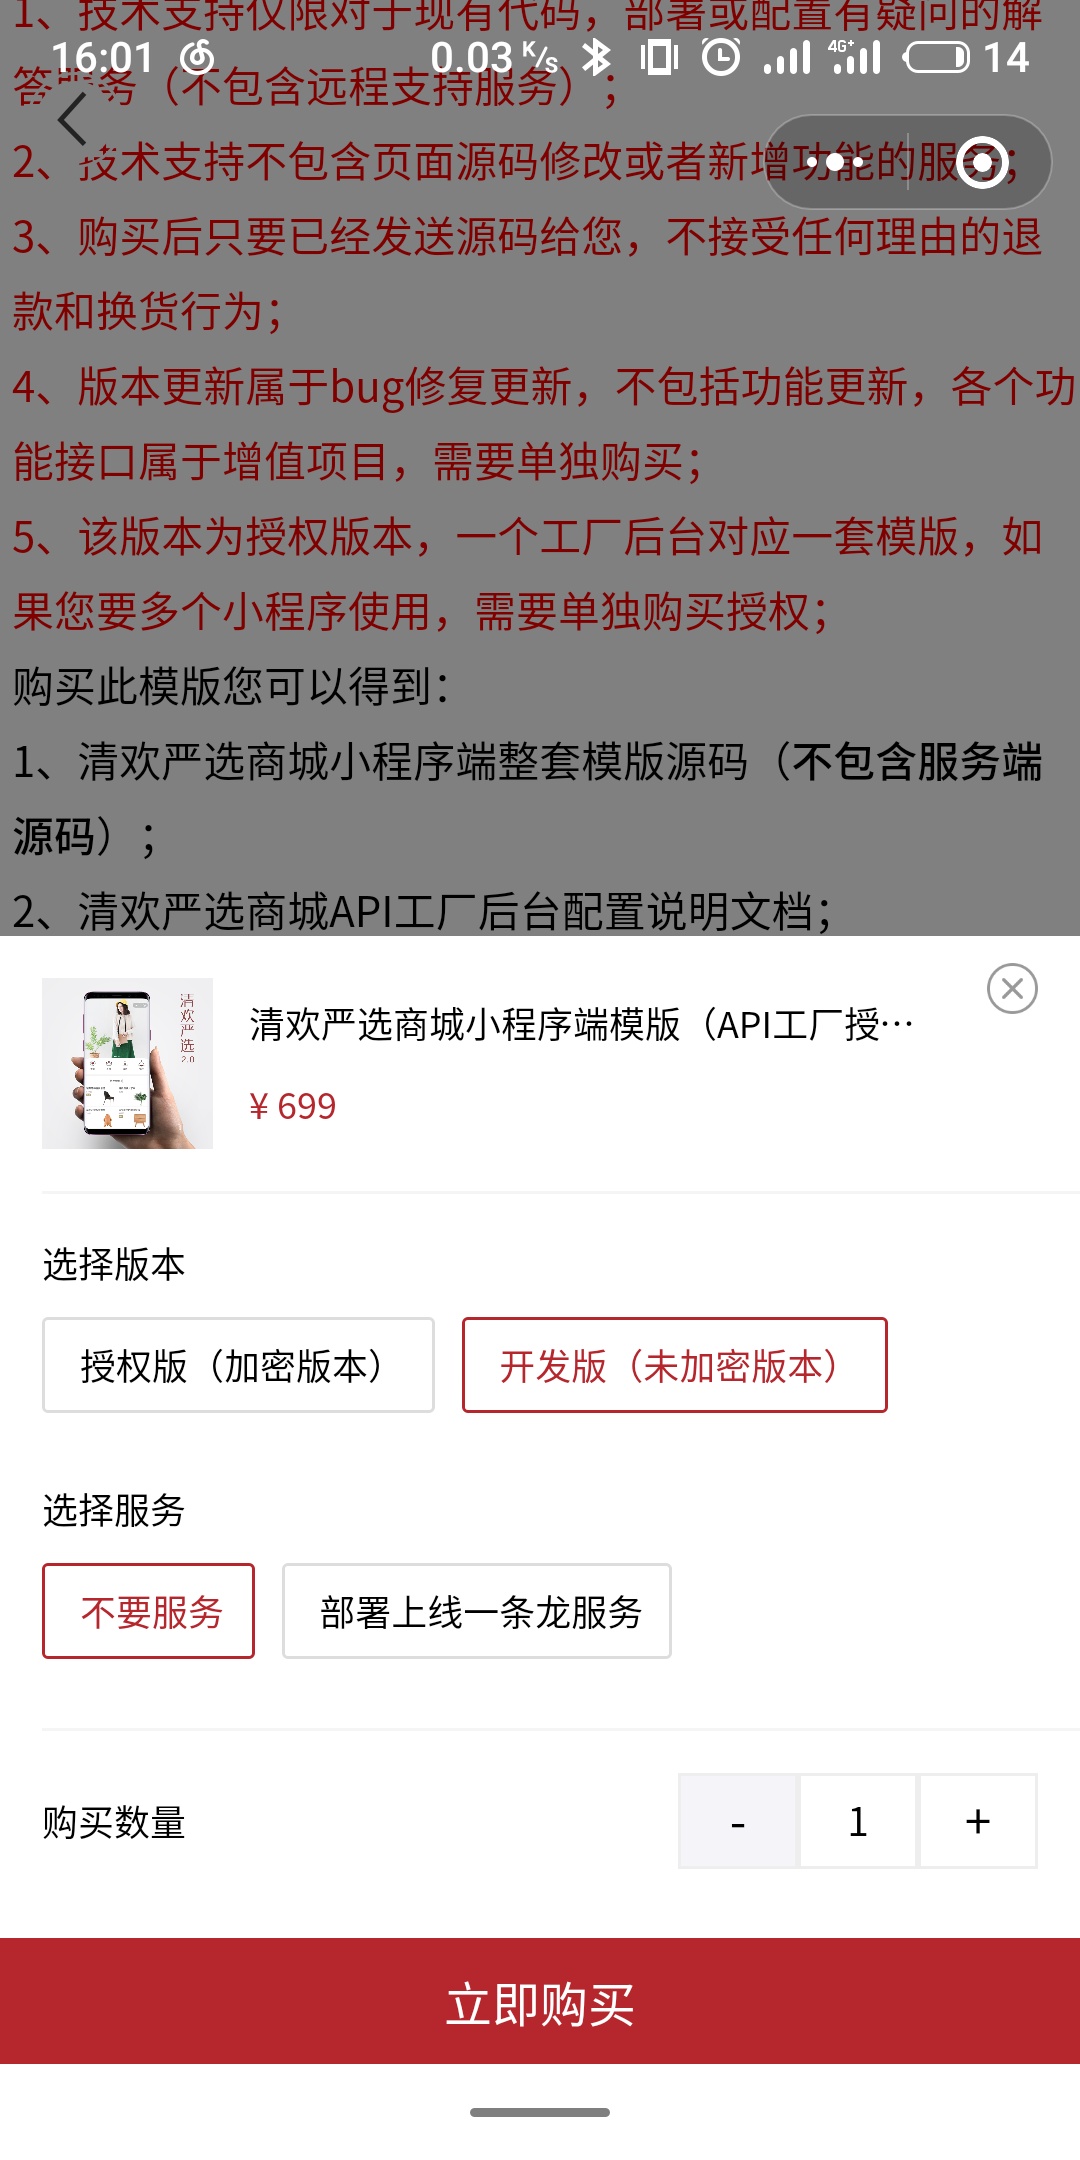 1、技术支持仅限对于现有代码，部署或配置有疑问的解
16:01 0.03 K/s 4G+ 14
答服务（不包含远程支持服务）；
2、技术支持不包含页面源码修改或者新增功能的服务；
3、购买后只要已经发送源码给您，不接受任何理由的退
款和换货行为；
4、版本更新属于bug修复更新，不包括功能更新，各个功
能接口属于增值项目，需要单独购买；
5、该版本为授权版本，一个工厂后台对应一套模版，如
果您要多个小程序使用，需要单独购买授权；
购买此模版您可以得到：
1、清欢严选商城小程序端整套模版源码（不包含服务端
源码）；
2、清欢严选商城API工厂后台配置说明文档；
清欢严选
2.0
清欢严选商城小程序端模版（API工厂授…
¥ 699
选择版本
授权版（加密版本）
开发版（未加密版本）
选择服务
不要服务
部署上线一条龙服务
购买数量
- 1 +
立即购买